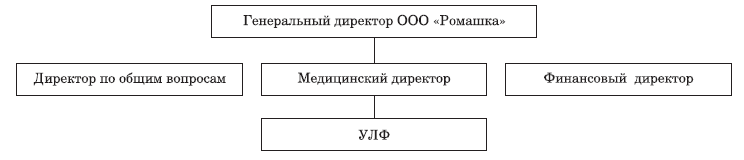 Генеральный директор ООО «Ромашка»
Директор по общим вопросам
Медицинский директор
Финансовый директор
УЛФ